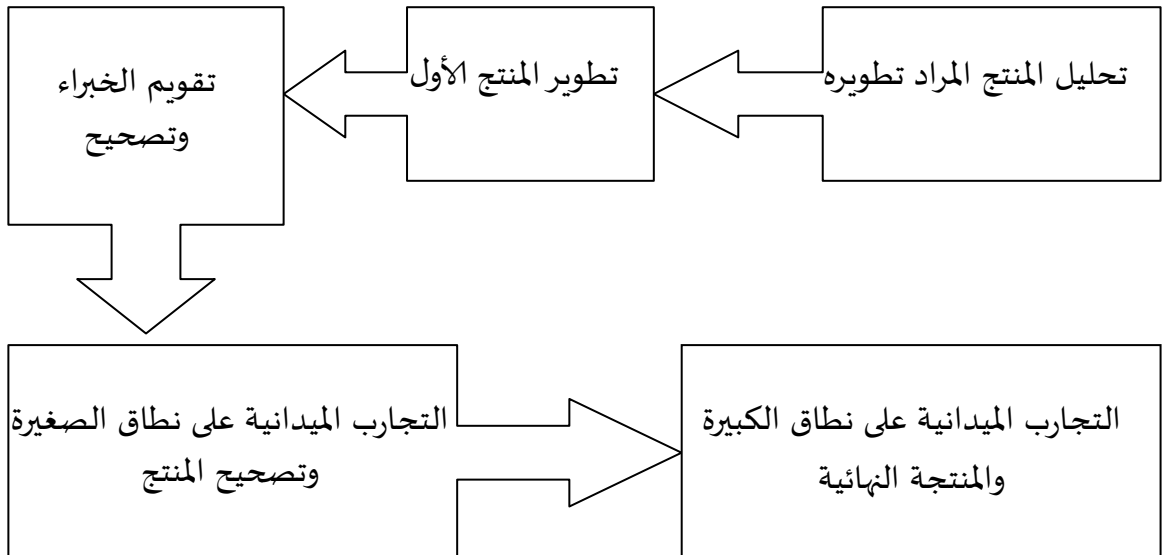 تحليل المنتج المراد تطويره
تطوير المنتج الأول
تقويم الخبراء
وتصحيح
التجارب الميدانية على نطاق الصغيرة
وتصحيح المنتج
التجارب الميدانية على نطاق الكبيرة
والمنتجة النهائية